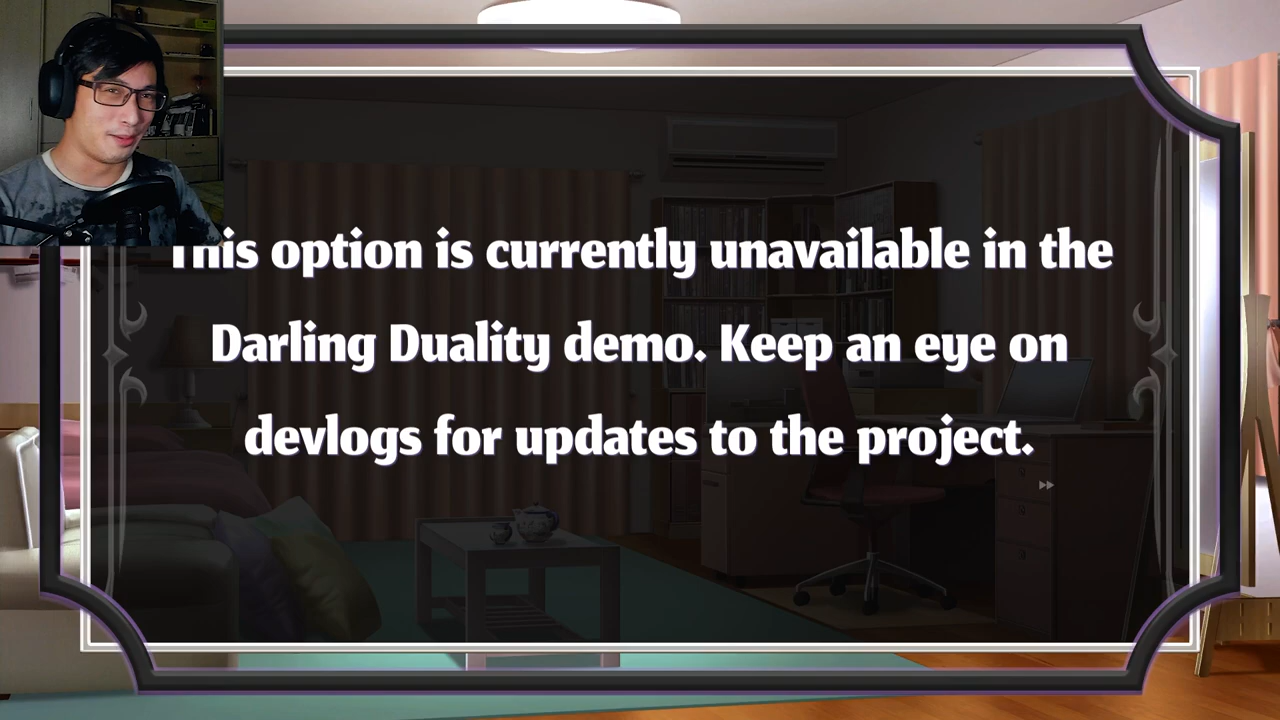 This option is currently unavailable in the
Darling Duality demo. Keep an eye on
devlogs for updates to the project.